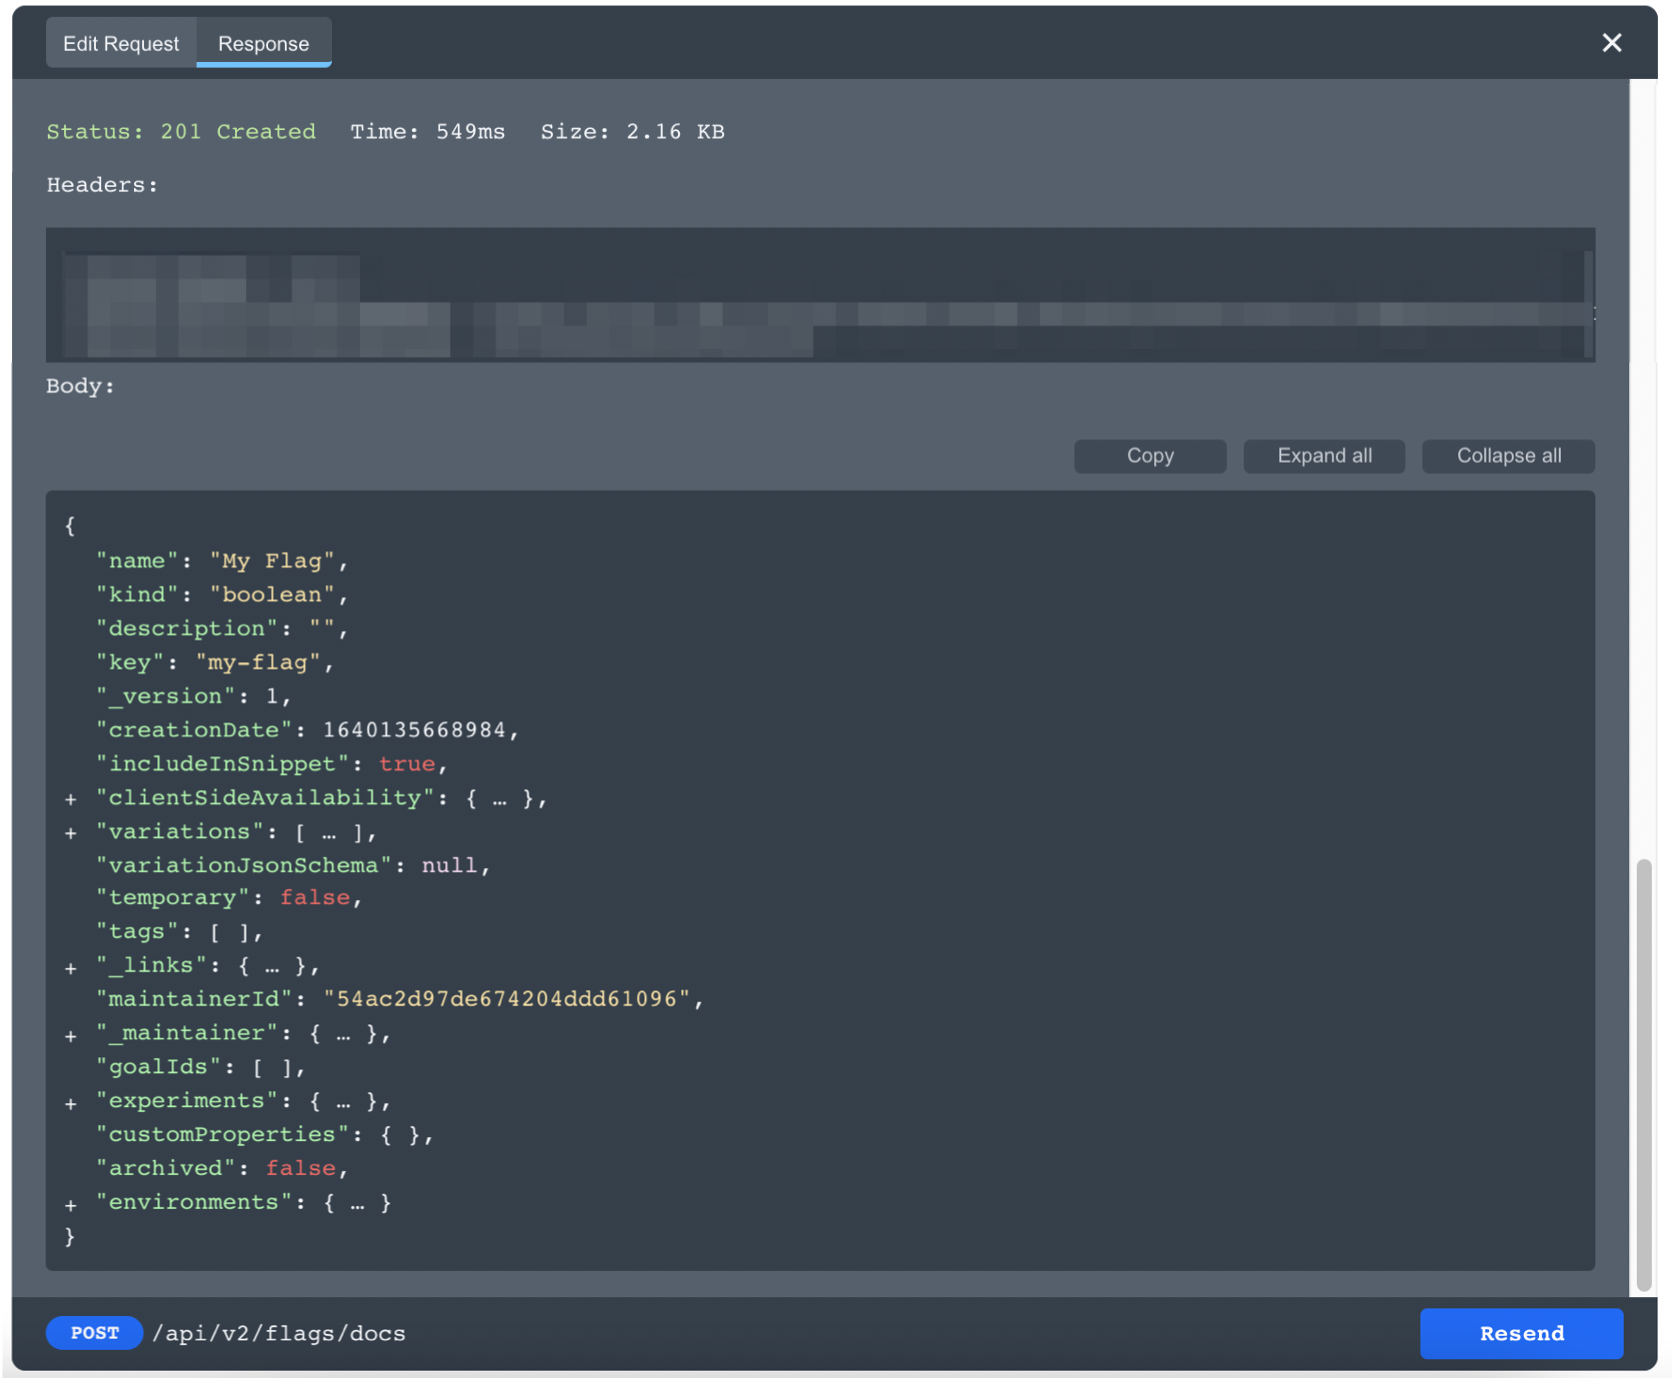 Edit Request Response
Status: 201 Created Time: 549ms Size: 2.16 KB
Headers:
Body:
Copy Expand all Collapse all
{
"name": "My Flag",
"kind": "boolean",
"description": "",
"key": "my-flag",
"_version": 1,
"creationDate": 1640135668984,
"includeInSnippet": true,
+ "clientSideAvailability": { … },
+ "variations": [ … ],
"variationJsonSchema": null,
"temporary": false,
"tags": [ ],
+ "_links": { … },
"maintainerId": "54ac2d97de674204ddd61096",
+ "_maintainer": { … },
"goalIds": [ ],
+ "experiments": { … },
"customProperties": { },
"archived": false,
+ "environments": { … }
}
POST /api/v2/flags/docs Resend